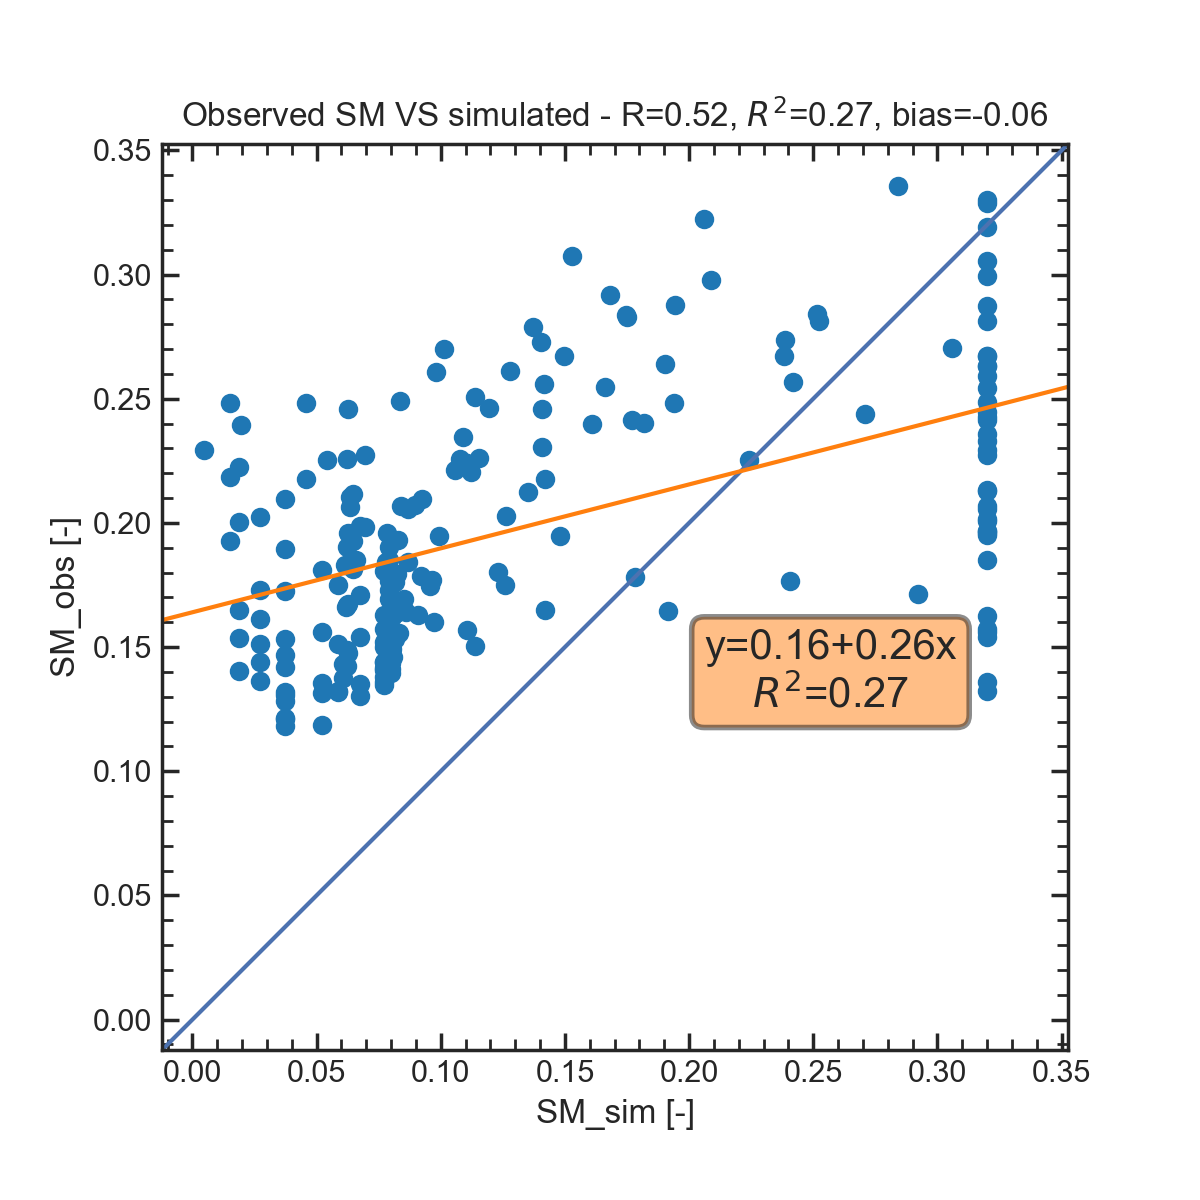 Observed SM VS simulated - R=0.52, R²=0.27, bias=-0.06
0.35
0.30
0.25
0.20
0.15
0.10
0.05
0.00
SM_obs [-]
y=0.16+0.26x
R²=0.27
0.00 0.05 0.10 0.15 0.20 0.25 0.30 0.35
SM_sim [-]